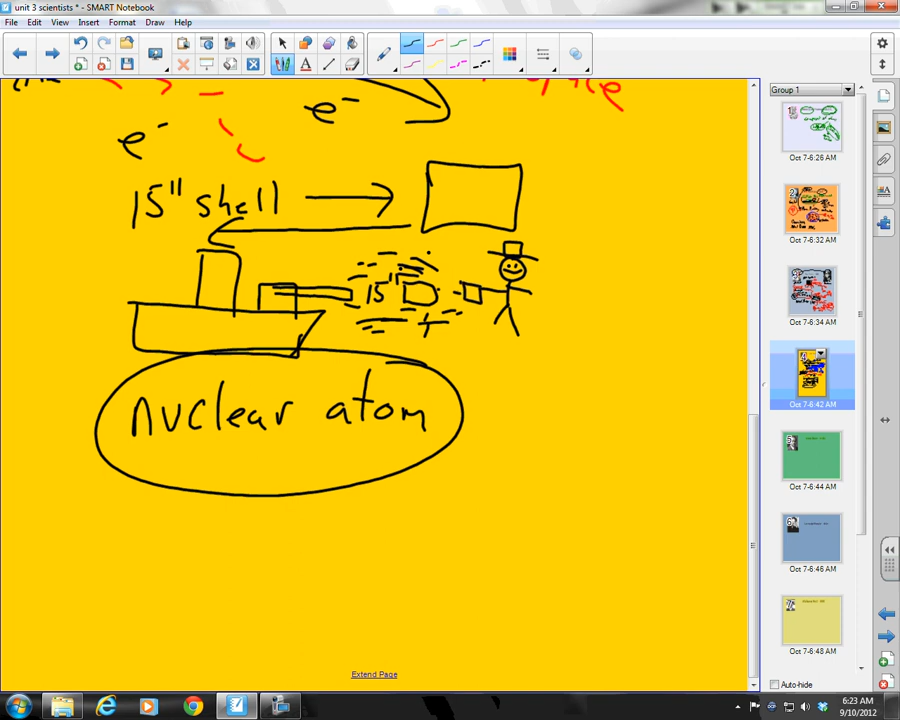 unit 3 scientists * - SMART Notebook
File Edit View Insert Format Draw Help
Group 1
e-
e-
15" shell
15"
+
nuclear atom
Extend Page
Oct 7-6:26 AM
Oct 7-6:32 AM
Oct 7-6:34 AM
Oct 7-6:42 AM
Oct 7-6:44 AM
Oct 7-6:46 AM
Oct 7-6:48 AM
Auto-hide
6:23 AM
9/10/2012